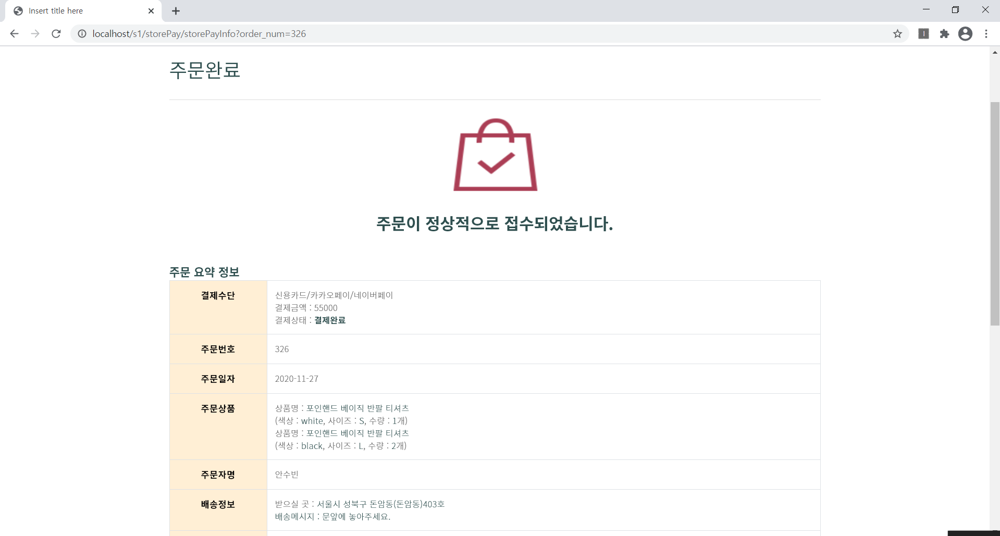 Insert title here
localhost/s1/storePay/storePayInfo?order_num=326
주문완료
주문이 정상적으로 접수되었습니다.
주문 요약 정보
결제수단
신용카드/카카오페이/네이버페이
결제금액 : 55000
결제상태 : 결제완료
주문번호
326
주문일자
2020-11-27
주문상품
상품명 : 포인핸드 베이직 반팔 티셔츠
(색상 : white, 사이즈 : S, 수량 : 1개)
상품명 : 포인핸드 베이직 반팔 티셔츠
(색상 : black, 사이즈 : L, 수량 : 2개)
주문자명
안수빈
배송정보
받으실 곳 : 서울시 성북구 돈암동(돈암동)403호
배송메시지 : 문앞에 놓아주세요.